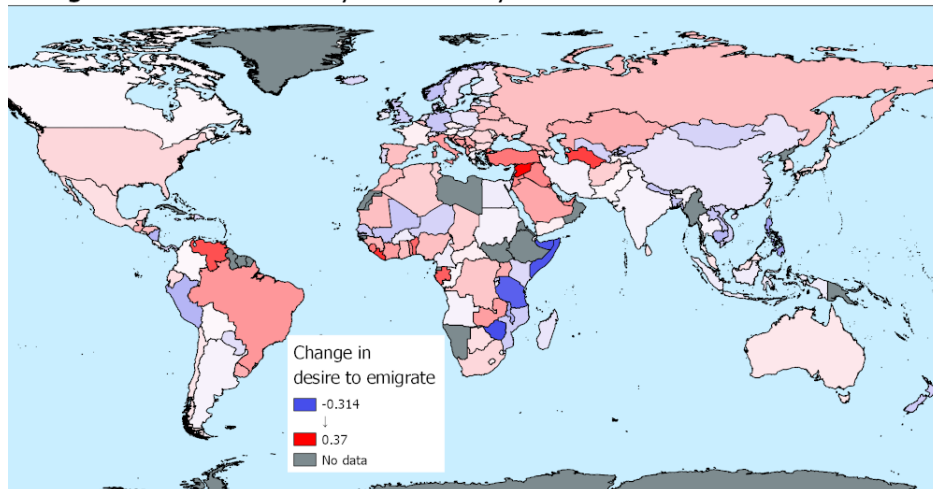 Change in
desire to emigrate
-0.314
↓
0.37
No data